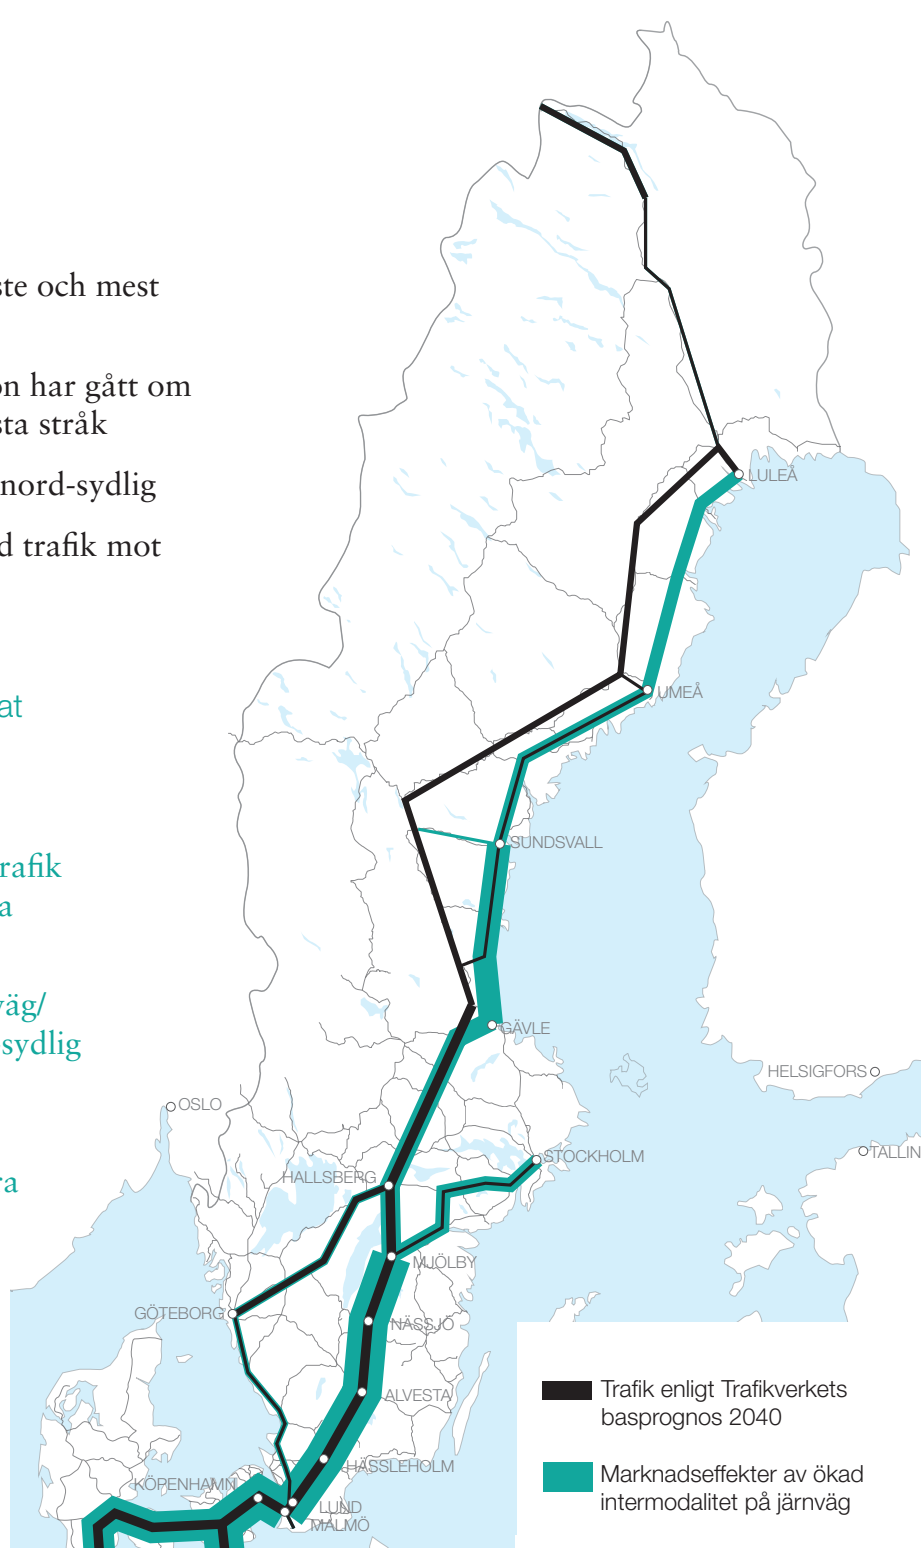 ste och mest
on har gått om
sta stråk
nord-sydlig
d trafik mot
at
rafik
a
väg/
sydlig
ra
LULEÅ
UMEÅ
SUNDSVALL
GÄVLE
HELSIGFORS
OSLO
STOCKHOLM
TALLIN
HALLSBERG
MJÖLBY
GÖTEBORG
NÄSSJÖ
ALVESTA
HÄSSLEHOLM
KÖPENHAMN
LUND
MALMÖ
Trafik enligt Trafikverkets
basprognos 2040
Marknadseffekter av ökad
intermodalitet på järnväg